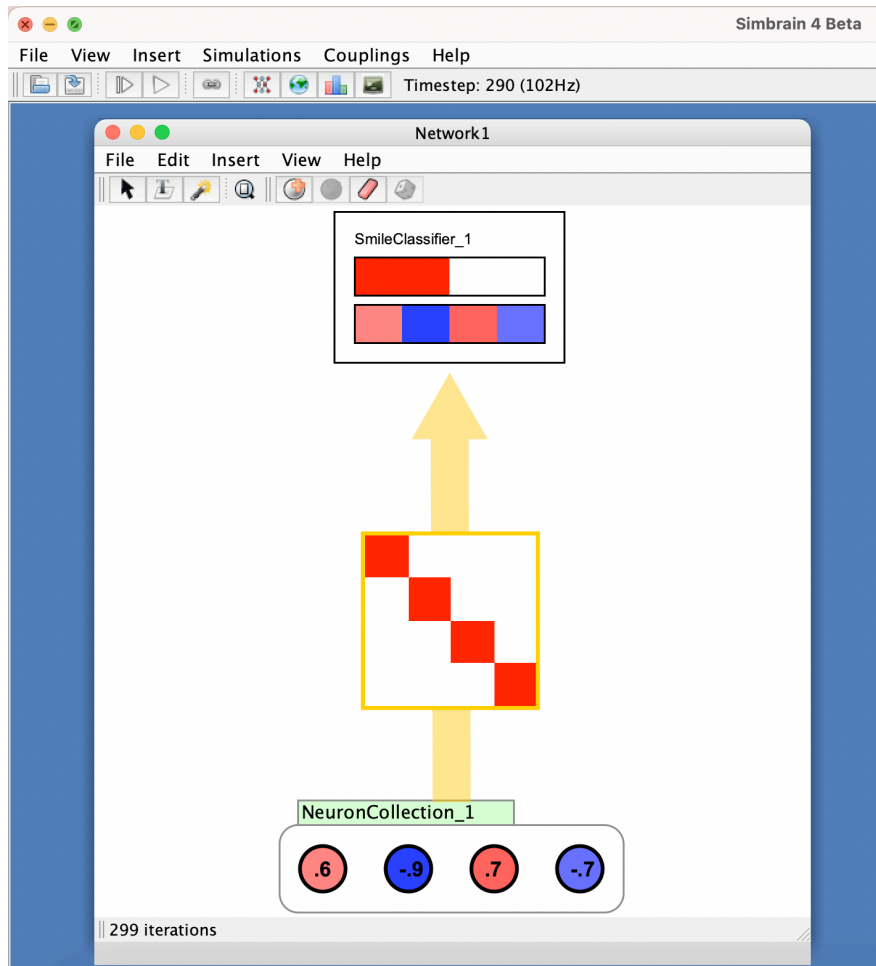 Simbrain 4 Beta
File View Insert Simulations Couplings Help
Timestep: 290 (102Hz)
Network1
File Edit Insert View Help
SmileClassifier_1
NeuronCollection_1
.6 -.9 .7 -.7
299 iterations